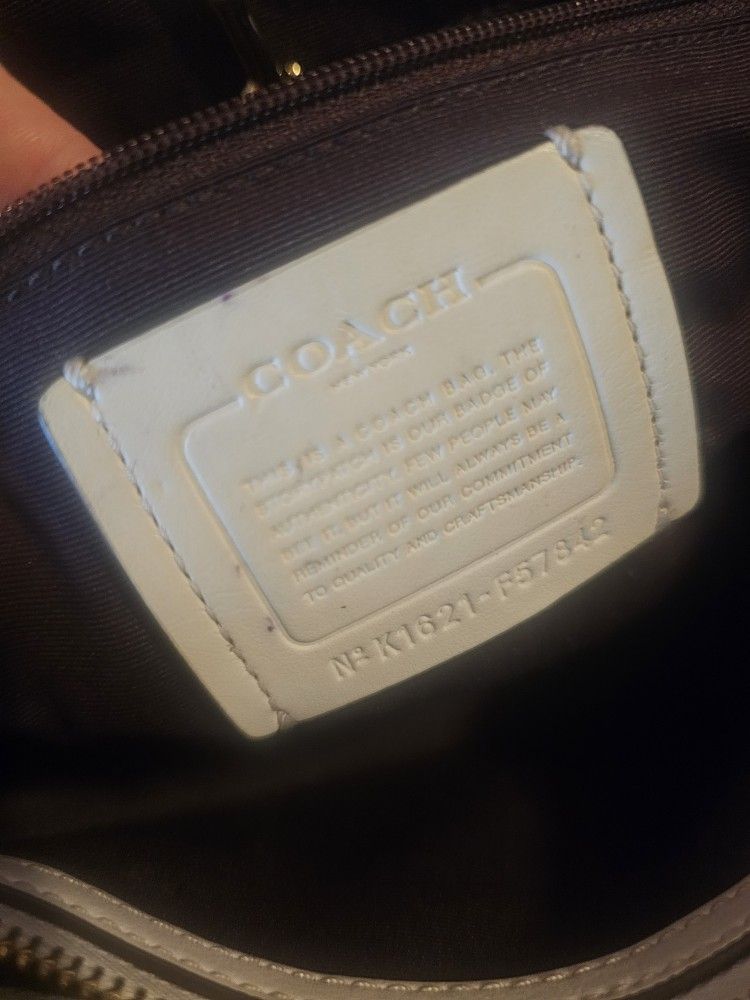 COACH
NEW YORK
THIS IS A COACH BAG. THE
STORYPATCH IS OUR BADGE OF
AUTHENTICITY. FEW PEOPLE MAY
SEE IT, BUT IT WILL ALWAYS BE A
REMINDER OF OUR COMMITMENT
TO QUALITY AND CRAFTSMANSHIP.
Nº K1621-F57842